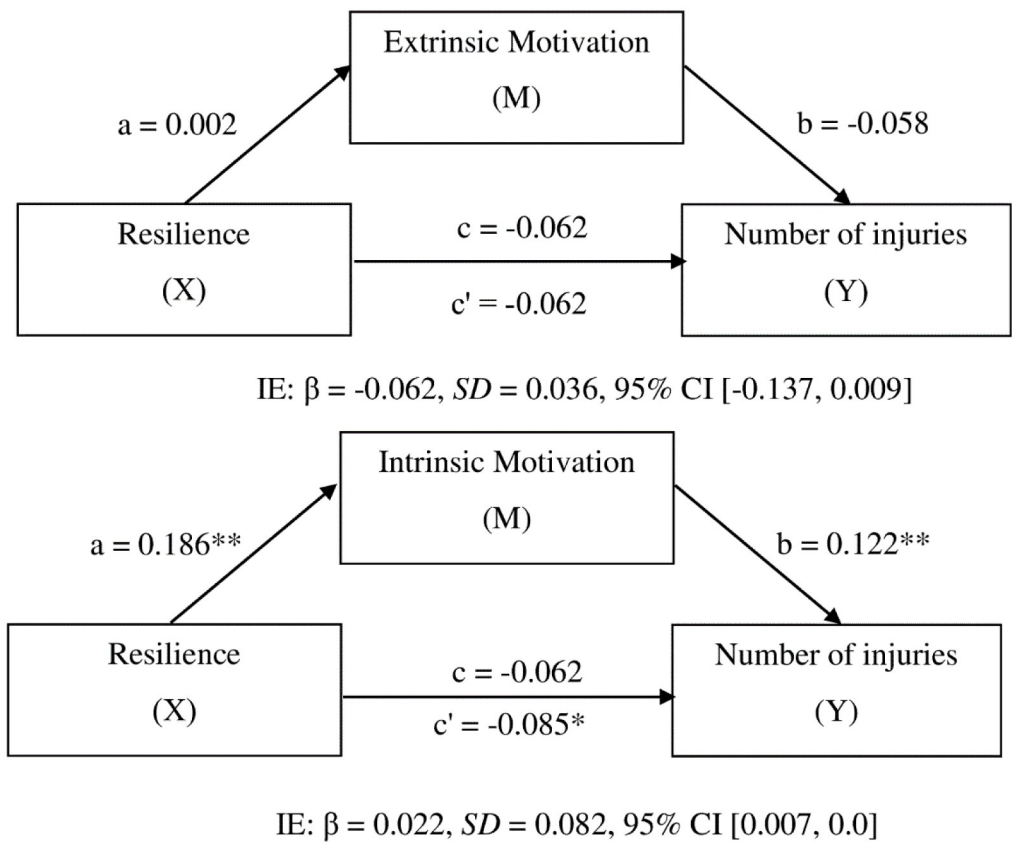 Extrinsic Motivation
(M)
a = 0.002
b = -0.058
Resilience
(X)
c = -0.062
c' = -0.062
Number of injuries
(Y)
IE: β = -0.062, SD = 0.036, 95% CI [-0.137, 0.009]
Intrinsic Motivation
(M)
a = 0.186**
b = 0.122**
Resilience
(X)
c = -0.062
c' = -0.085*
Number of injuries
(Y)
IE: β = 0.022, SD = 0.082, 95% CI [0.007, 0.0]